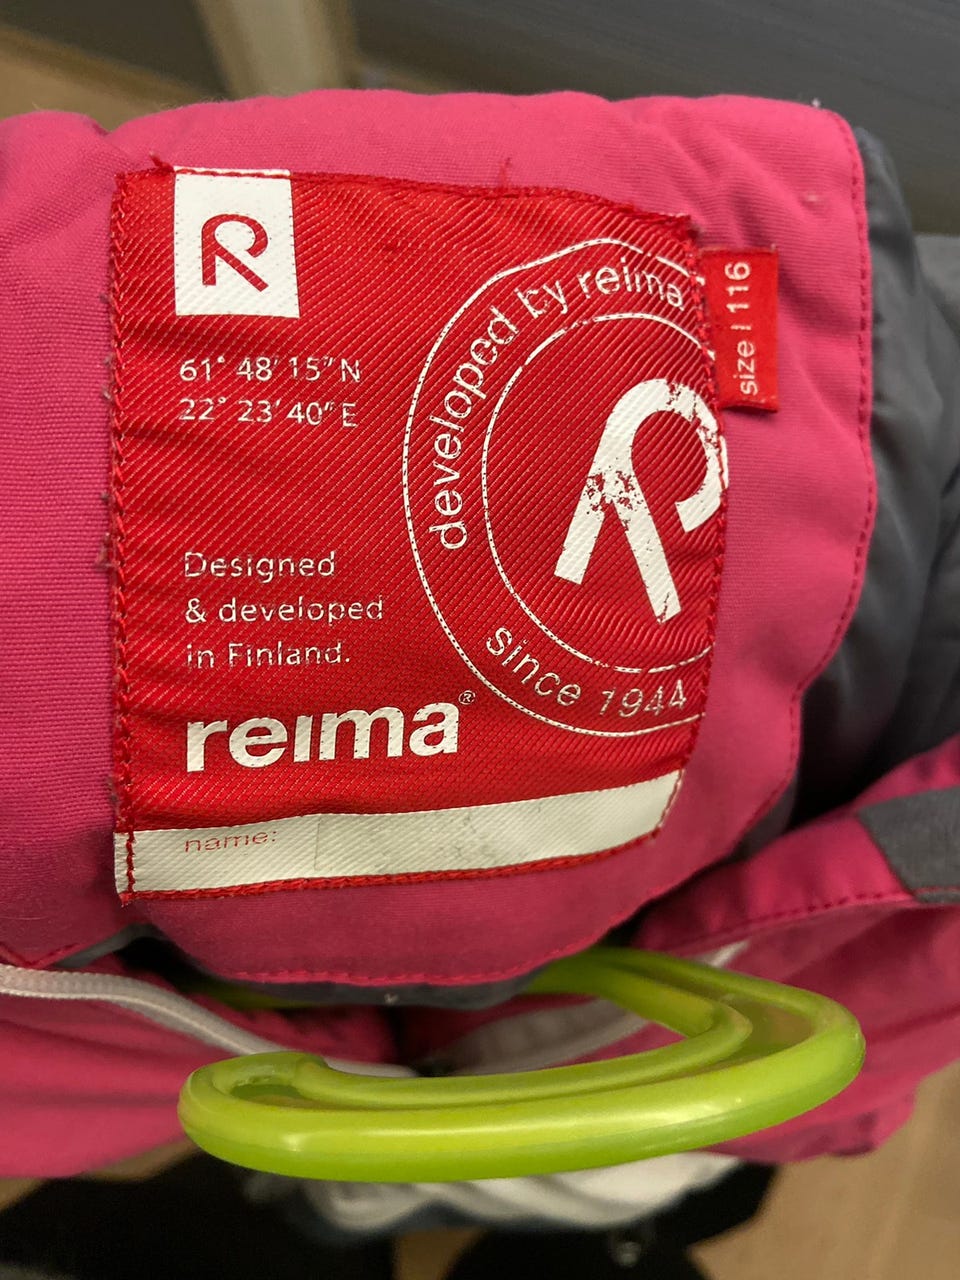 R
61° 48' 15" N
22° 23' 40" E
Designed
& developed
in Finland.
reima®
name:
developed by reima
R
since 1944
size | 116